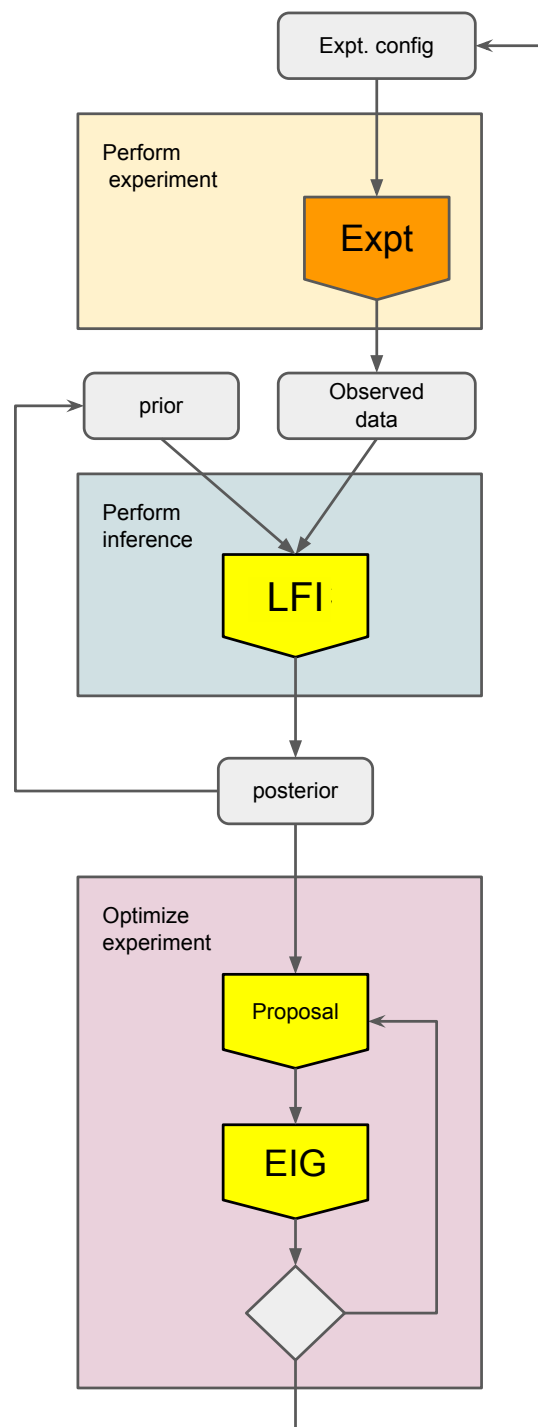 Expt. config
Perform
experiment
Expt
prior
Observed
data
Perform
inference
LFI
posterior
Optimize
experiment
Proposal
EIG